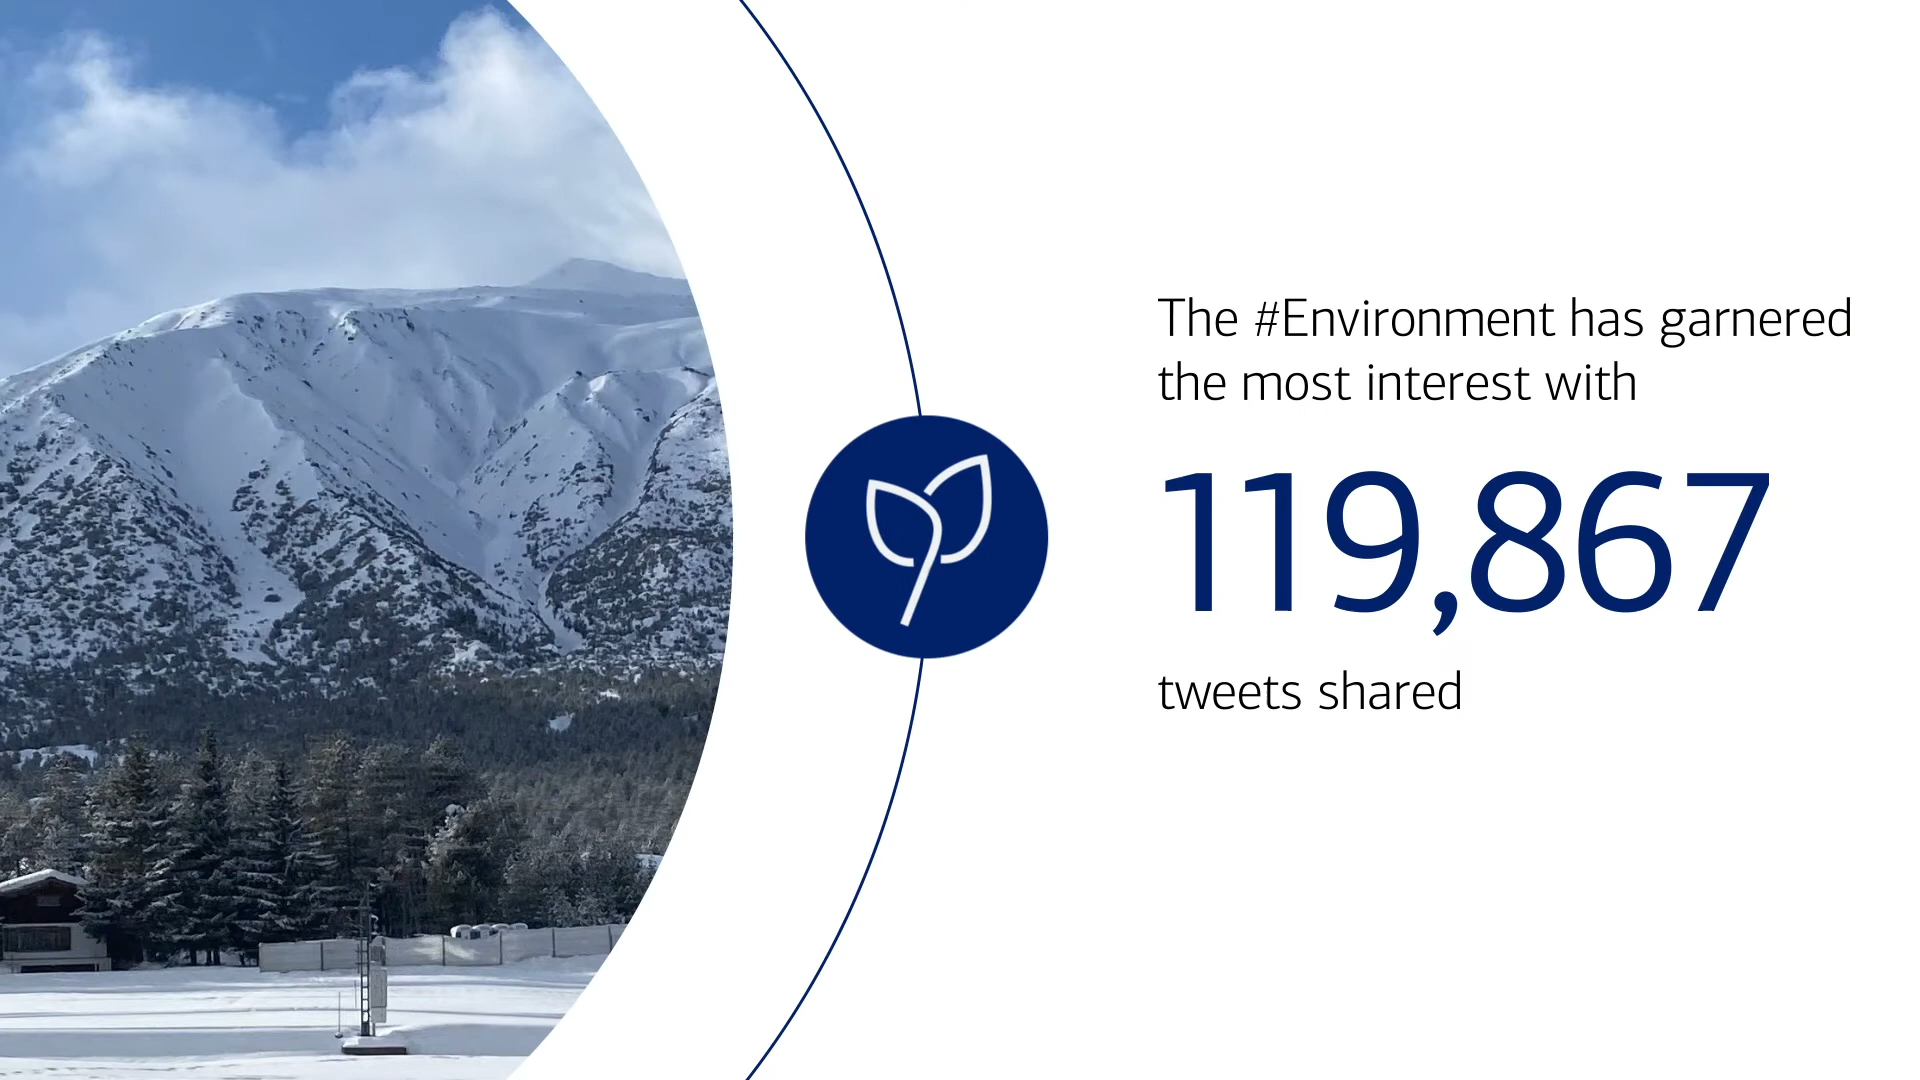 The #Environment has garnered
the most interest with
119,867
tweets shared